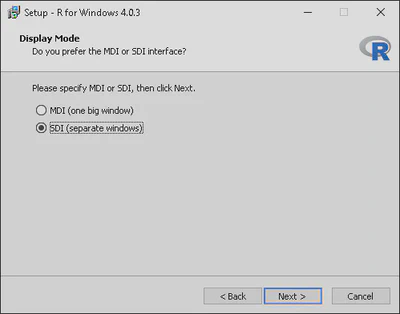 Setup - R for Windows 4.0.3
Display Mode
Do you prefer the MDI or SDI interface?
R
Please specify MDI or SDI, then click Next.
MDI (one big window)
SDI (separate windows)
< Back
Next >
Cancel